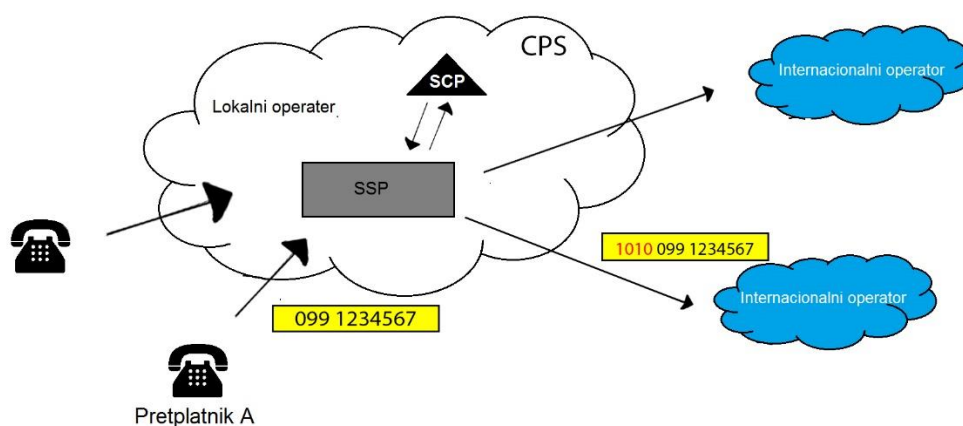 CPS
Internacionalni operator
SCP
Lokalni operater
SSP
1010 099 1234567
Internacionalni operator
099 1234567
Pretplatnik A